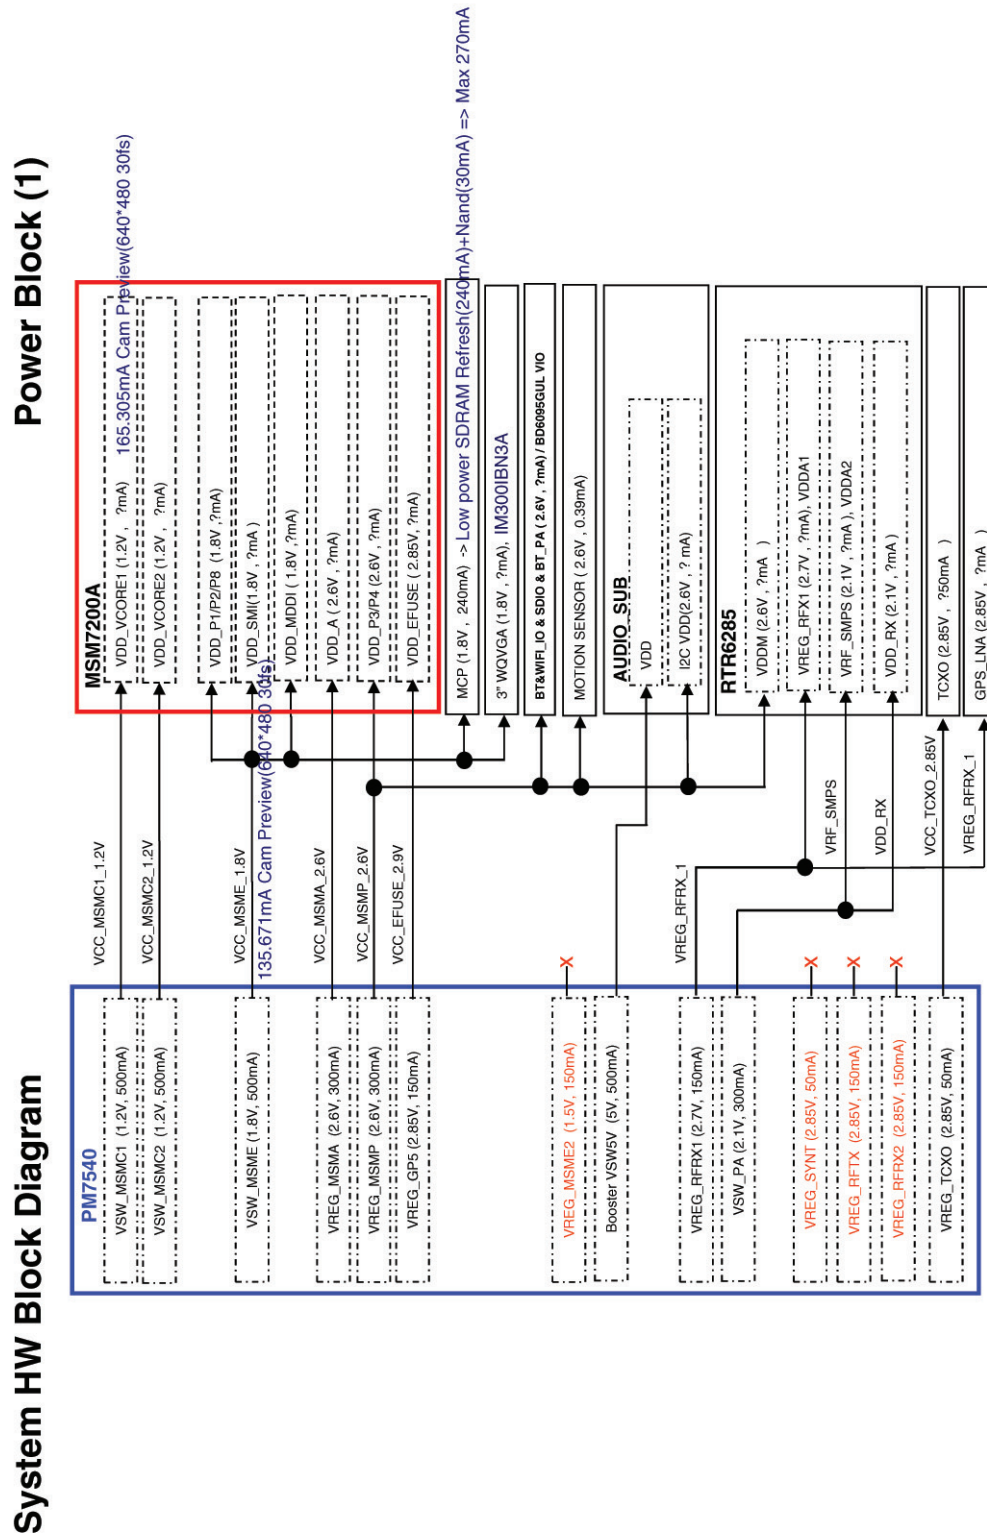 System HW Block Diagram
Power Block (1)
PM7540
VSW_MSMC1 (1.2V, 500mA)
VSW_MSMC2 (1.2V, 500mA)
VSW_MSME (1.8V, 500mA)
VREG_MSMA (2.6V, 300mA)
VREG_MSMP (2.6V, 300mA)
VREG_GP5 (2.85V, 150mA)
VREG_MSME2 (1.5V, 150mA)
Booster VSW5V (5V, 500mA)
VREG_RFRX1 (2.7V, 150mA)
VSW_PA (2.1V, 300mA)
VREG_SYNT (2.85V, 50mA)
VREG_RFTX (2.85V, 150mA)
VREG_RFRX2 (2.85V, 150mA)
VREG_TCXO (2.85V, 50mA)
X
X
X
X
VCC_MSMC1_1.2V
VCC_MSMC2_1.2V
VCC_MSME_1.8V
135.671mA Cam Preview(640*480 30fs)
VCC_MSMA_2.6V
VCC_MSMP_2.6V
VCC_EFUSE_2.9V
VREG_RFRX_1
VRF_SMPS
VDD_RX
VCC_TCXO_2.85V
VREG_RFRX_1
MSM7200A
VDD_VCORE1 (1.2V , ?mA) 165.305mA Cam Preview(640*480 30fs)
VDD_VCORE2 (1.2V , ?mA)
VDD_P1/P2/P8 (1.8V ,?mA)
VDD_SMI(1.8V , ?mA )
VDD_MDDI ( 1.8V ,?mA)
VDD_A ( 2.6V , ?mA)
VDD_P3/P4 (2.6V , ?mA)
VDD_EFUSE ( 2.85V, ?mA)
MCP (1.8V , 240mA) -> Low power SDRAM Refresh(240mA)+Nand(30mA) => Max 270mA
3" WQVGA (1.8V , ?mA), IM300IBN3A
BT&WIFI_IO & SDIO & BT_PA ( 2.6V , ?mA) / BD6095GUL VIO
MOTION SENSOR ( 2.6V , 0.39mA)
AUDIO_SUB
VDD
I2C VDD(2.6V , ? mA)
RTR6285
VDDM (2.6V , ?mA )
VREG_RFX1 (2.7V , ?mA), VDDA1
VRF_SMPS (2.1V , ?mA ), VDDA2
VDD_RX (2.1V , ?mA )
TCXO (2.85V , ?50mA )
GPS_LNA (2.85V , ?mA )